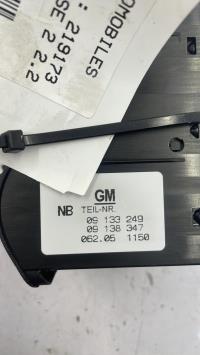 OMOBILES
: 219173
SE 2 2.2
GM
NB TEIL-NR.
09 133 249
09 138 347
062.05 1150